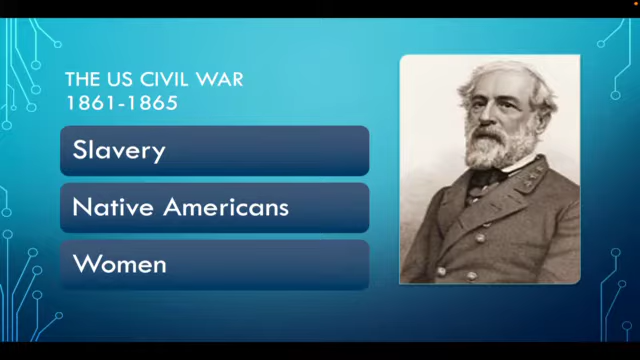 THE US CIVIL WAR
1861-1865
Slavery
Native Americans
Women